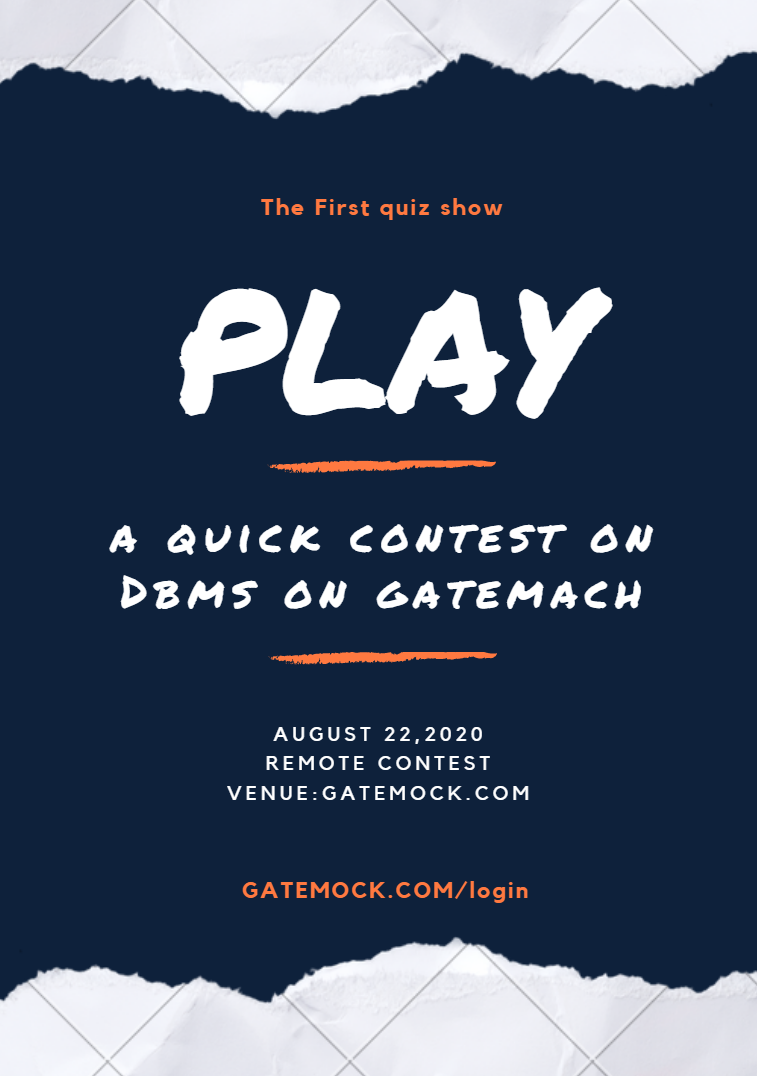 The First quiz show
PLAY
A QUICK CONTEST ON
DBMS ON GATEMACH
AUGUST 22,2020
REMOTE CONTEST
VENUE:GATEMOCK.COM
GATEMOCK.COM/login